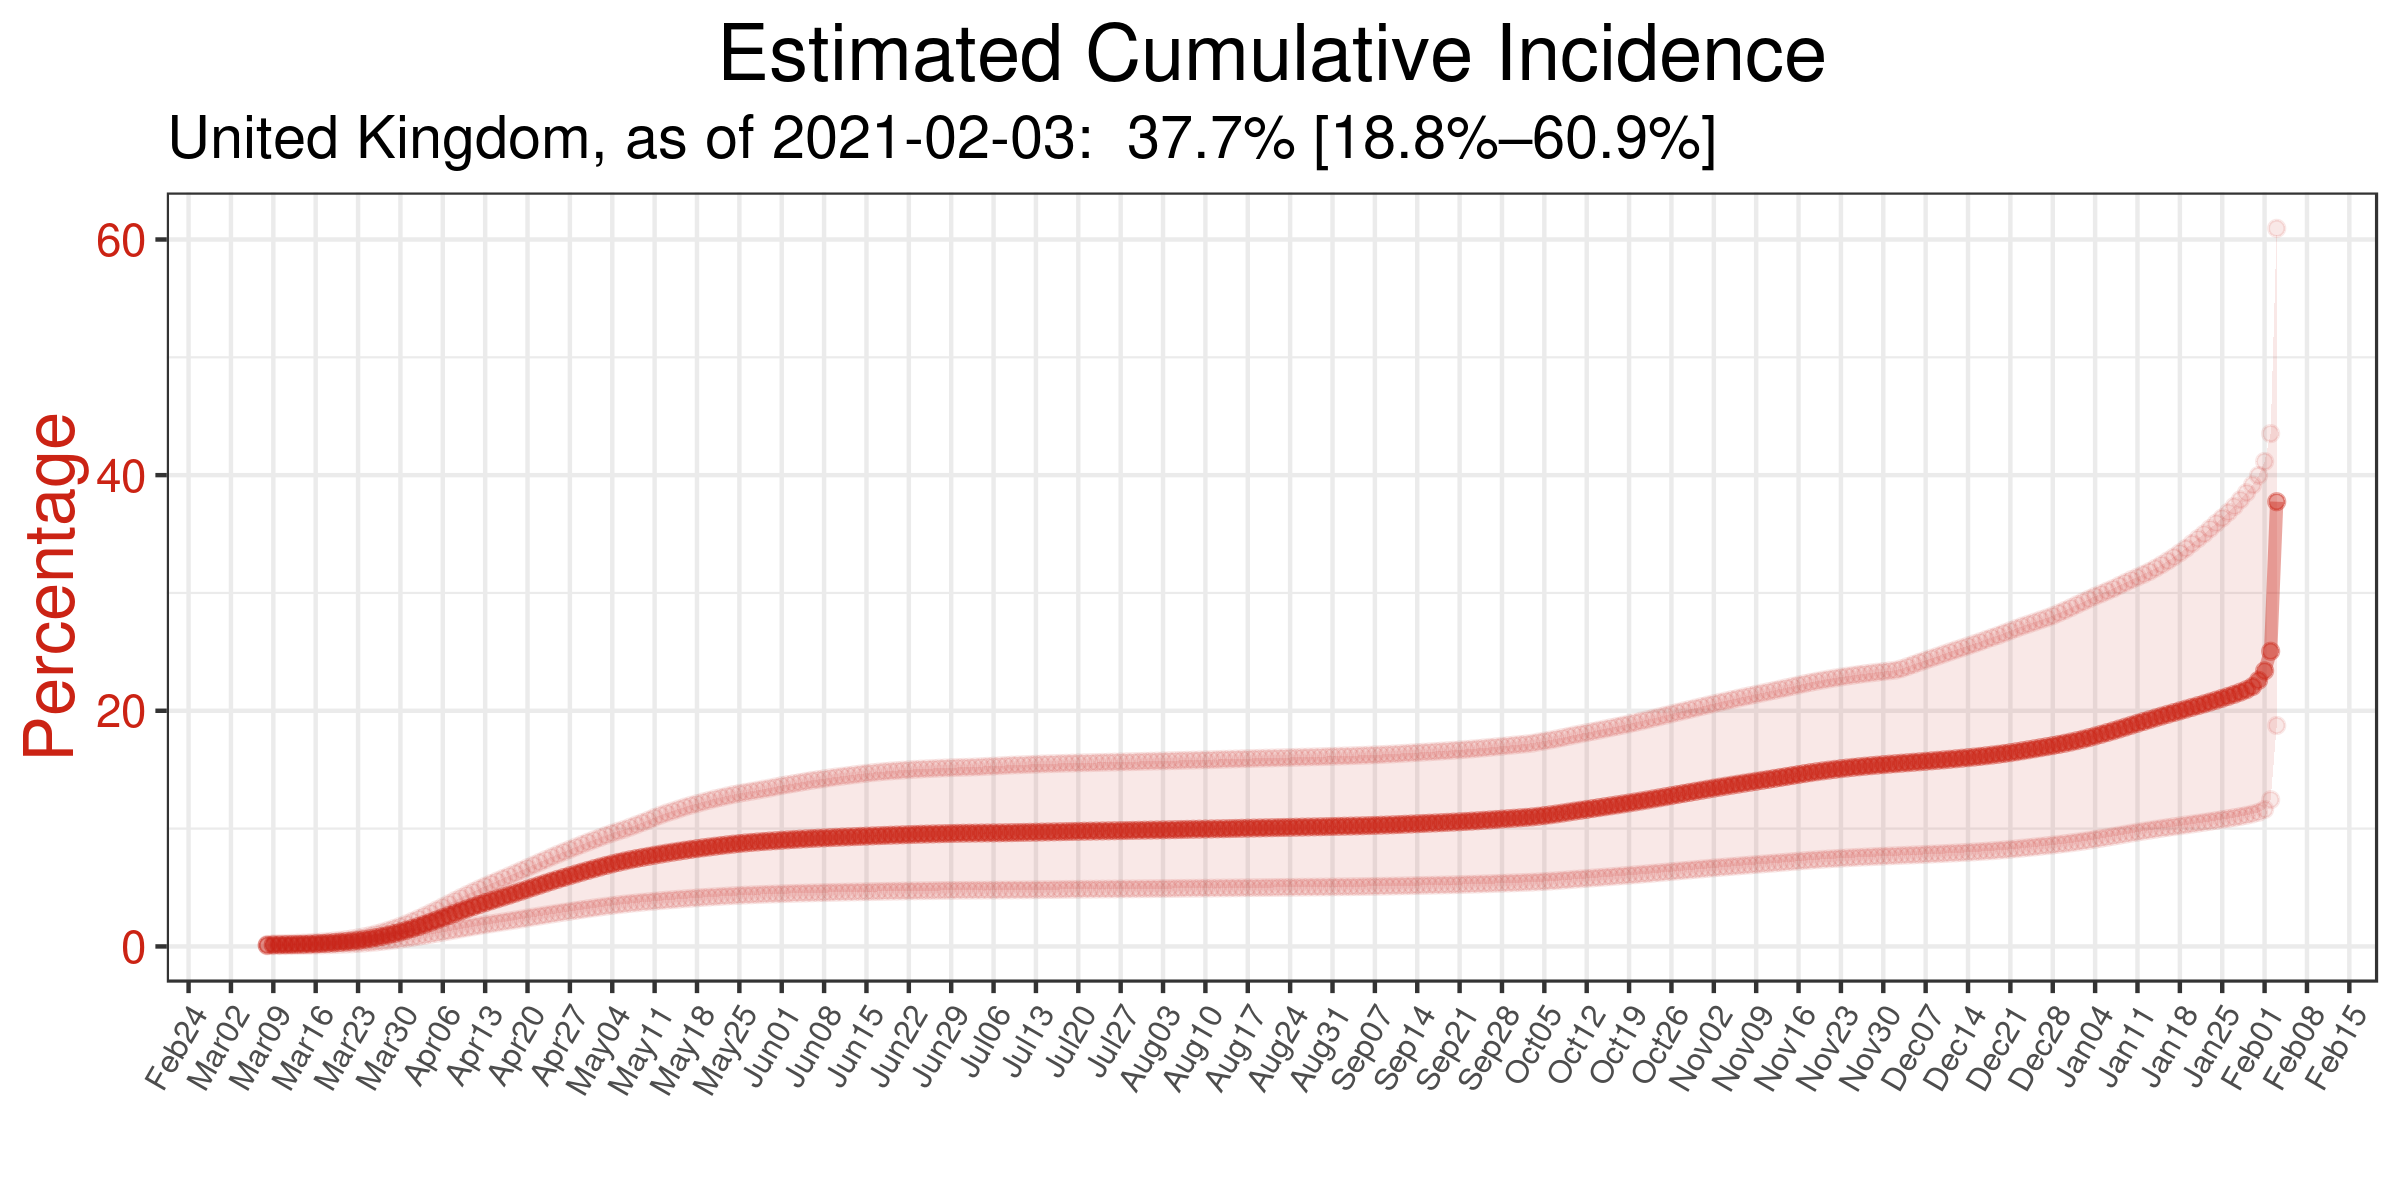 Estimated Cumulative Incidence
United Kingdom, as of 2021-02-03:  37.7% [18.8%–60.9%]
Percentage
60
40
20
0
Feb24
Mar02
Mar09
Mar16
Mar23
Mar30
Apr06
Apr13
Apr20
Apr27
May04
May11
May18
May25
Jun01
Jun08
Jun15
Jun22
Jun29
Jul06
Jul13
Jul20
Jul27
Aug03
Aug10
Aug17
Aug24
Aug31
Sep07
Sep14
Sep21
Sep28
Oct05
Oct12
Oct19
Oct26
Nov02
Nov09
Nov16
Nov23
Nov30
Dec07
Dec14
Dec21
Dec28
Jan04
Jan11
Jan18
Jan25
Feb01
Feb08
Feb15